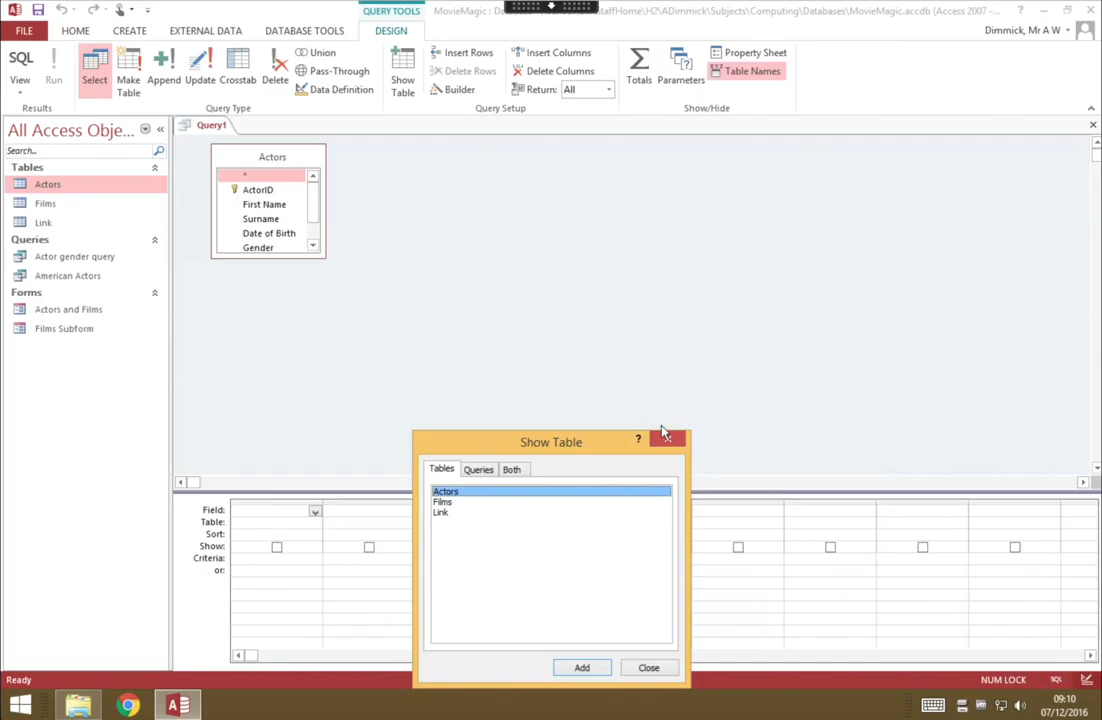 QUERY TOOLS
MovieMagic : Da
affHome\H2\ADimmick\Subjects\Computing\Databases\MovieMagic.accdb (Access 2007 -...
?
FILE
HOME
CREATE
EXTERNAL DATA
DATABASE TOOLS
DESIGN
Dimmick, Mr A W
SQL
View
Run
Select
Make Table
Append
Update
Crosstab
Delete
Union
Pass-Through
Data Definition
Show Table
Insert Rows
Delete Rows
Builder
Insert Columns
Delete Columns
Return: All
Totals
Parameters
Property Sheet
Table Names
Results
Query Type
Query Setup
Show/Hide
All Access Obje...
Search...
Tables
Actors
Films
Link
Queries
Actor gender query
American Actors
Forms
Actors and Films
Films Subform
Query1
Actors
*
ActorID
First Name
Surname
Date of Birth
Gender
Show Table
?
Tables
Queries
Both
Actors
Films
Link
Add
Close
Field:
Table:
Sort:
Show:
Criteria:
or:
Ready
NUM LOCK
SQL
09:10
07/12/2016